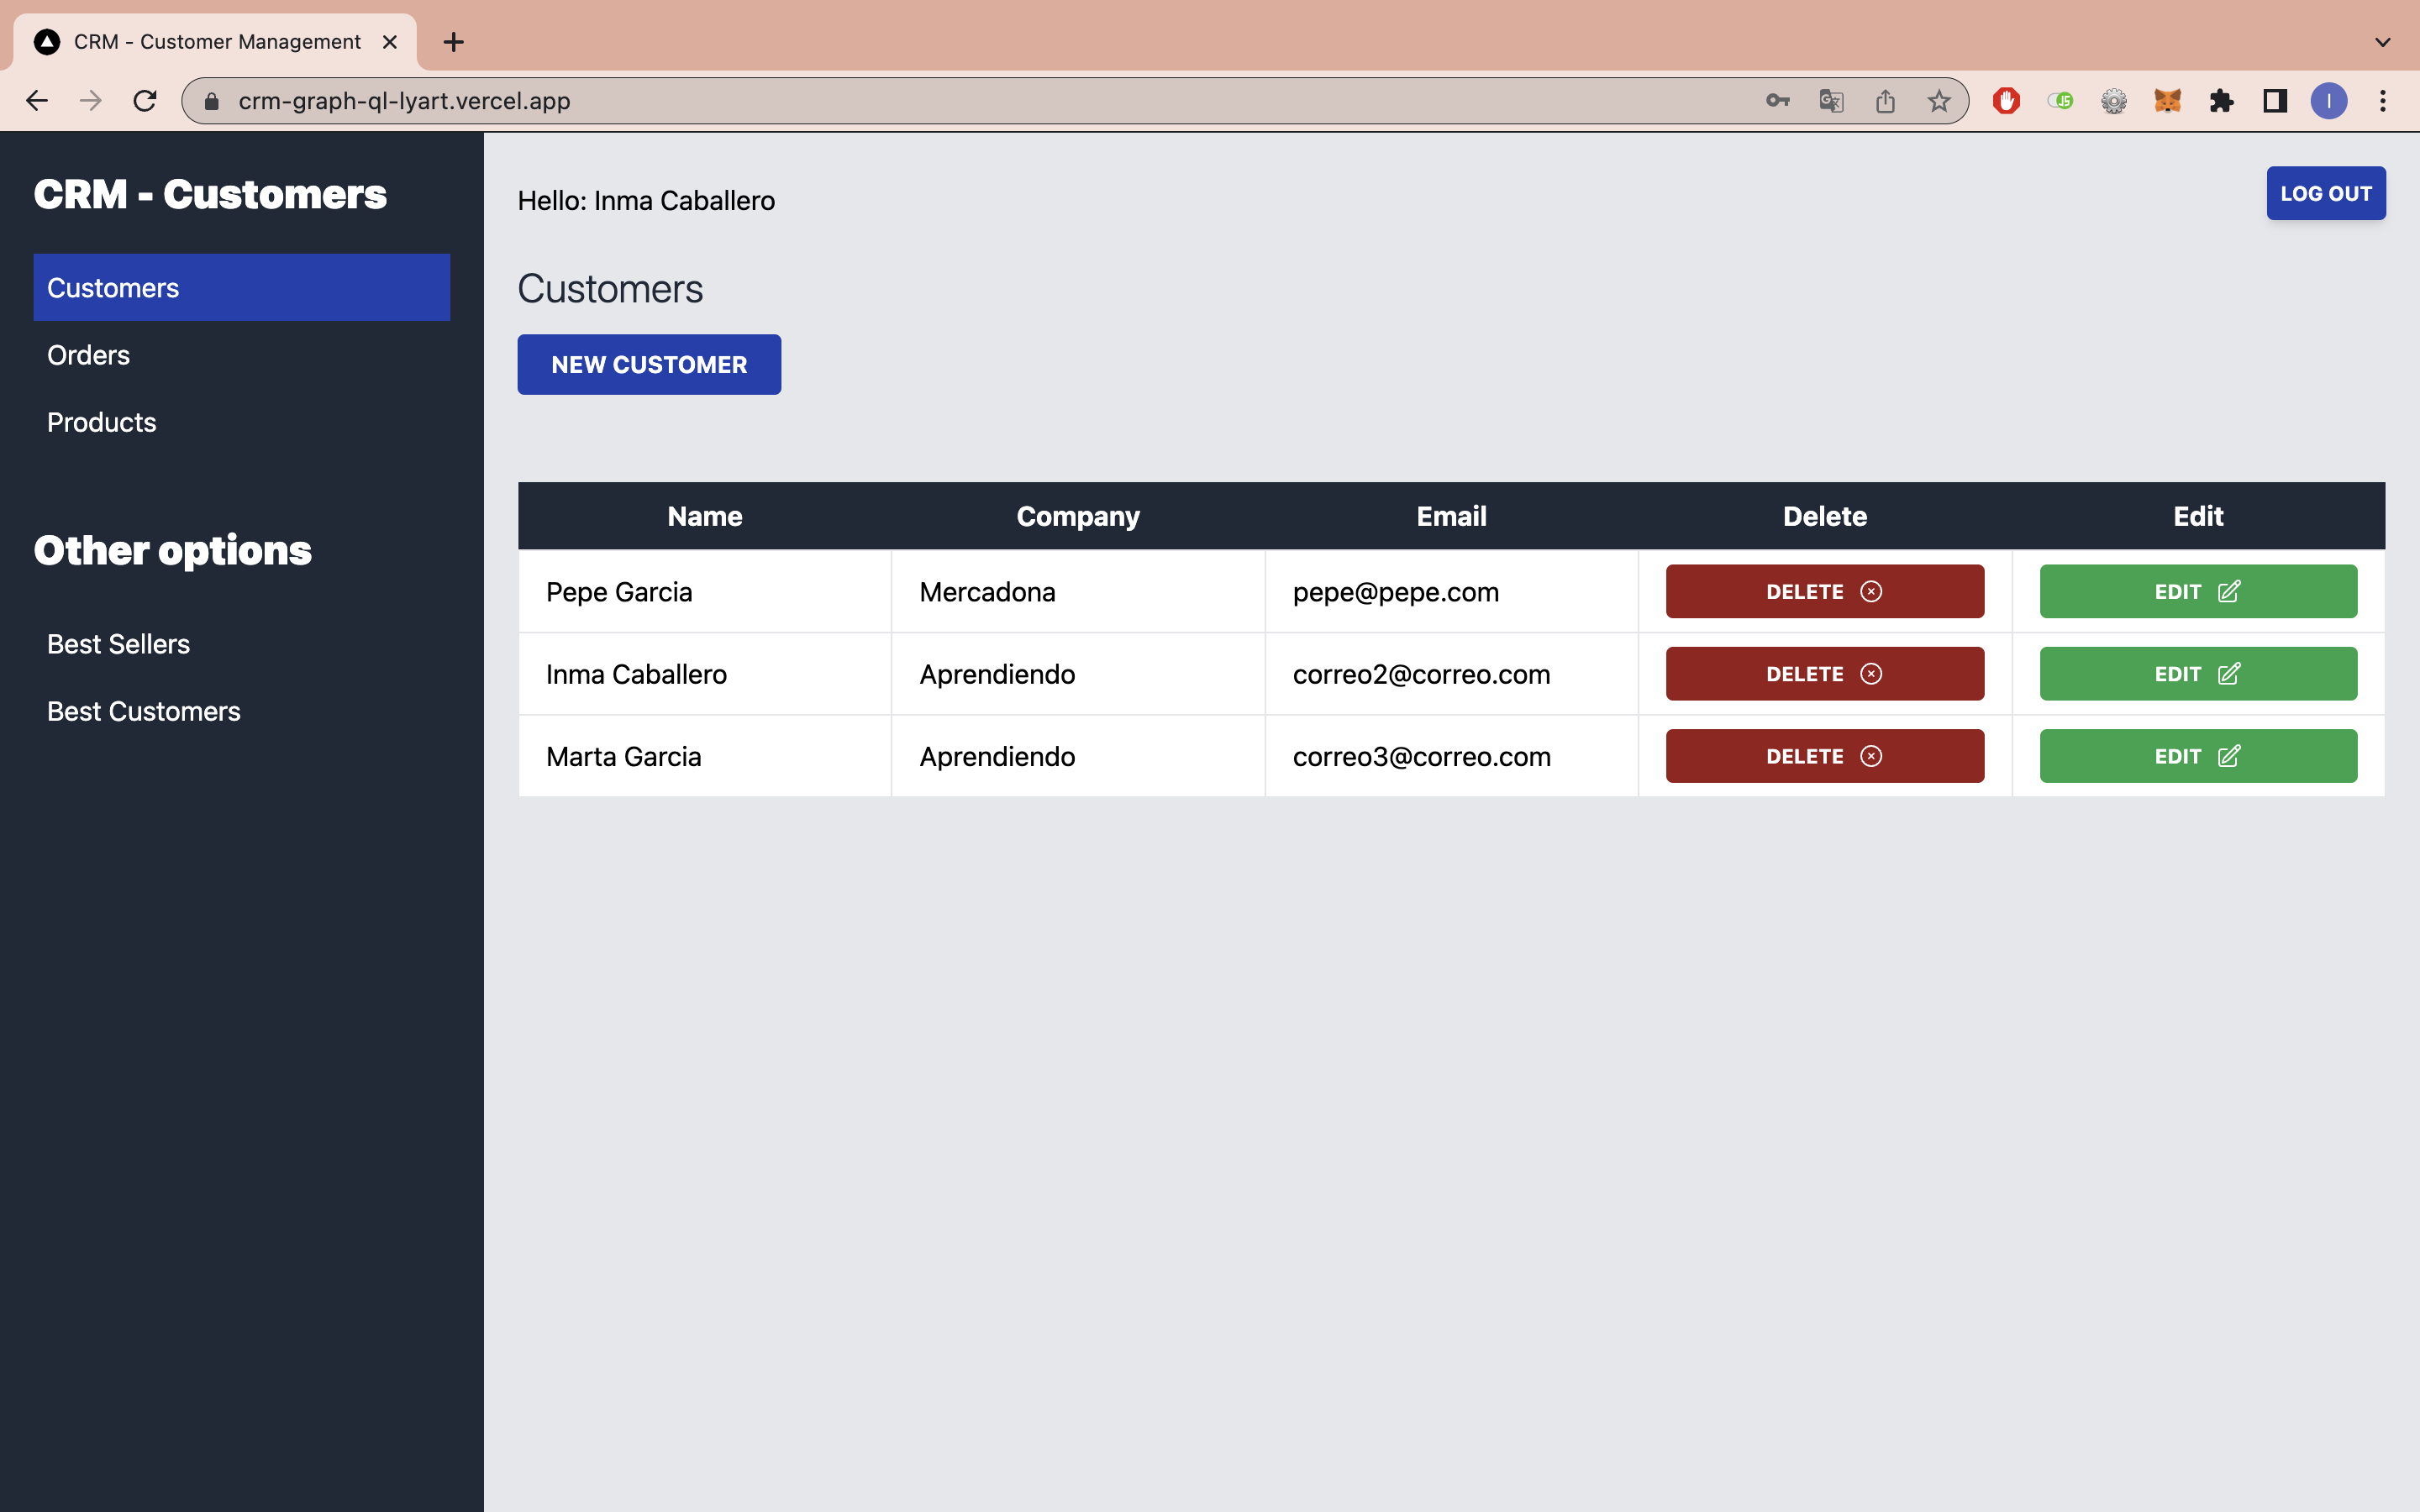 CRM - Customer Management
crm-graph-ql-lyart.vercel.app
I
CRM - Customers
Customers
Orders
Products
Other options
Best Sellers
Best Customers
Hello: Inma Caballero
LOG OUT
Customers
NEW CUSTOMER
Name Company Email Delete Edit
Pepe Garcia Mercadona pepe@pepe.com DELETE EDIT
Inma Caballero Aprendiendo correo2@correo.com DELETE EDIT
Marta Garcia Aprendiendo correo3@correo.com DELETE EDIT